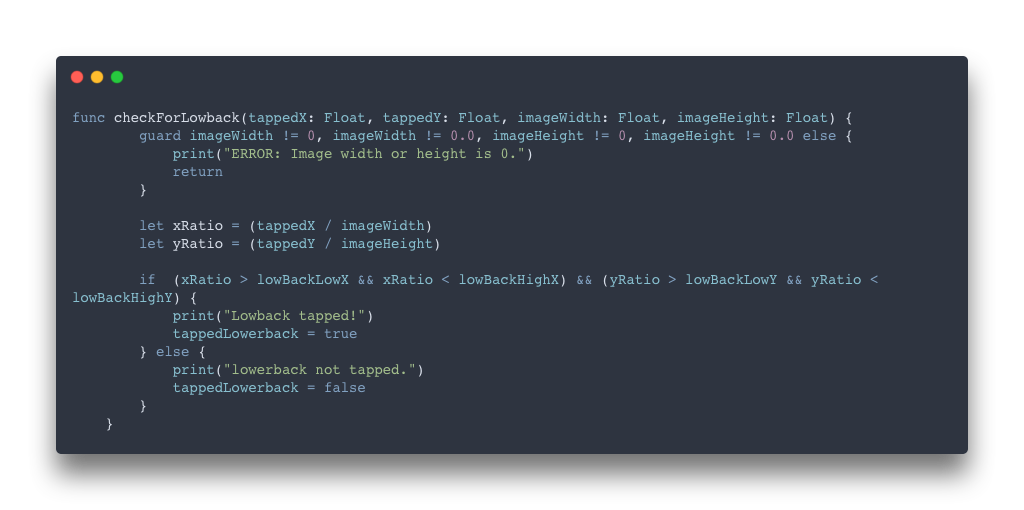 func checkForLowback(tappedX: Float, tappedY: Float, imageWidth: Float, imageHeight: Float) {
        guard imageWidth != 0, imageWidth != 0.0, imageHeight != 0, imageHeight != 0.0 else {
            print("ERROR: Image width or height is 0.")
            return
        }

        let xRatio = (tappedX / imageWidth)
        let yRatio = (tappedY / imageHeight)

        if  (xRatio > lowBackLowX && xRatio < lowBackHighX) && (yRatio > lowBackLowY && yRatio <
lowBackHighY) {
            print("Lowback tapped!")
            tappedLowerback = true
        } else {
            print("lowerback not tapped.")
            tappedLowerback = false
        }
    }